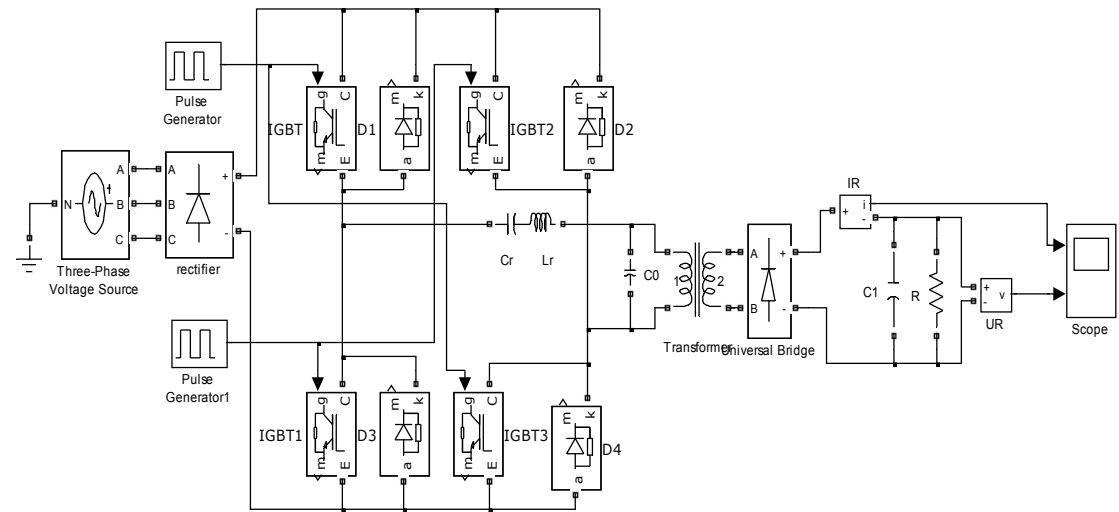 Pulse
Generator
g
C
m
E
IGBT
D1
m
k
a
g
C
m
E
IGBT2
m
k
a
D2
N
A
B
C
Three-Phase
Voltage Source
A
B
C
+
-
rectifier
Cr
Lr
C0
1
2
Transformer
A
B
+
-
Universal Bridge
IR
+
i
-
C1
R
+
-
v
UR
Scope
Pulse
Generator1
IGBT1
g
C
m
E
D3
m
k
a
g
C
m
E
IGBT3
m
k
a
D4